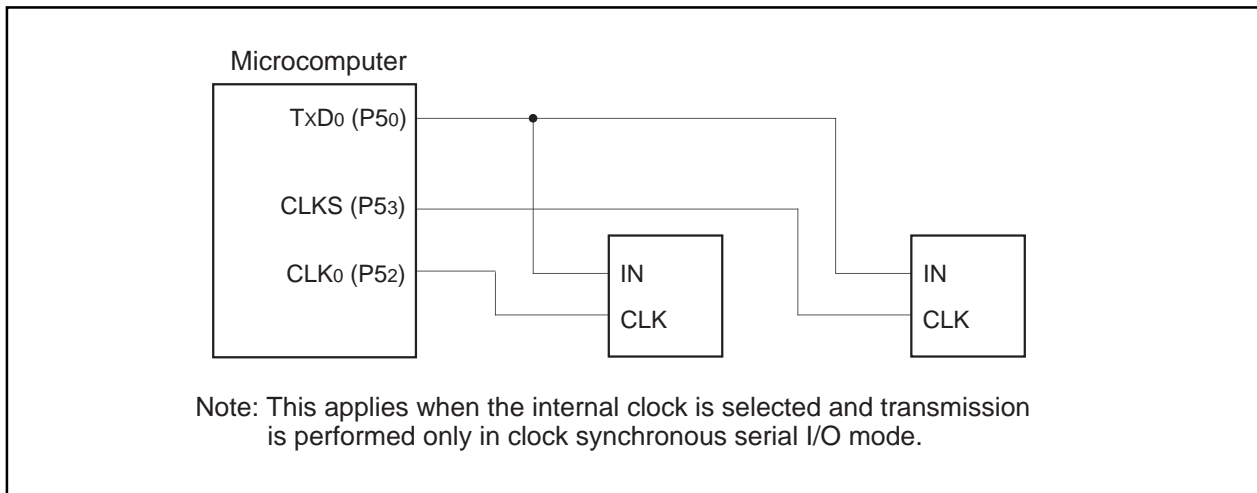 Microcomputer
TxD0 (P50)
CLKS (P53)
CLK0 (P52)
IN
CLK
IN
CLK
Note: This applies when the internal clock is selected and transmission
is performed only in clock synchronous serial I/O mode.